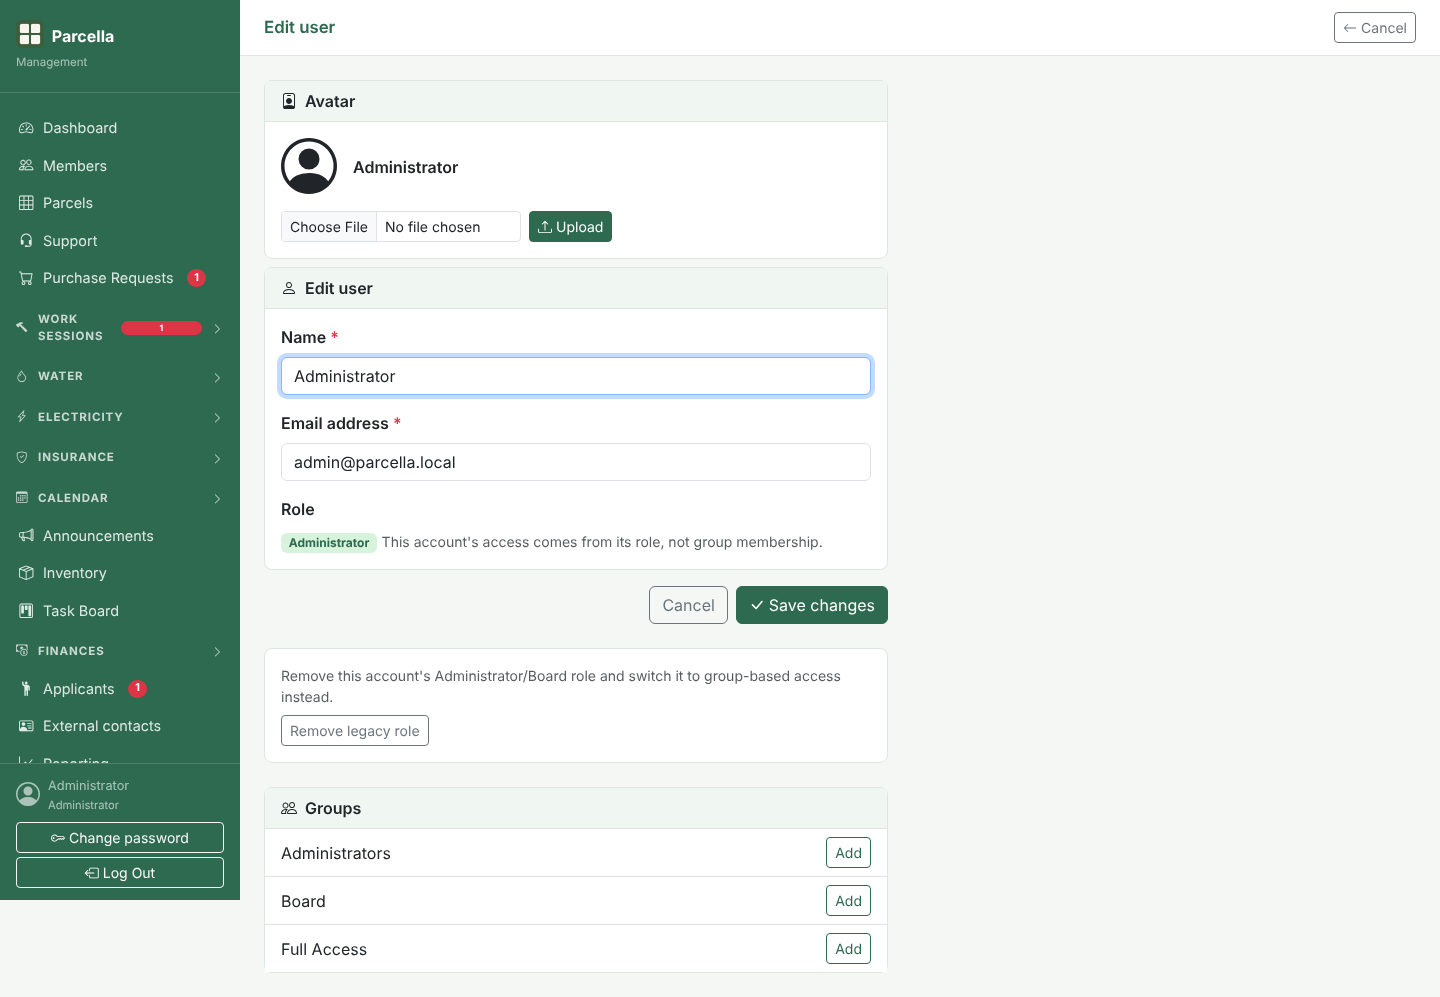 Parcella
Management
Dashboard
Members
Parcels
Support
Purchase Requests 1
WORK SESSIONS 1
WATER
ELECTRICITY
INSURANCE
CALENDAR
Announcements
Inventory
Task Board
FINANCES
Applicants 1
External contacts
Reporting
Administrator
Administrator
Change password
Log Out
Edit user
Cancel
Avatar
Administrator
Choose File No file chosen Upload
Edit user
Name *
Administrator
Email address *
admin@parcella.local
Role
Administrator This account's access comes from its role, not group membership.
Cancel Save changes
Remove this account's Administrator/Board role and switch it to group-based access
instead.
Remove legacy role
Groups
Administrators Add
Board Add
Full Access Add